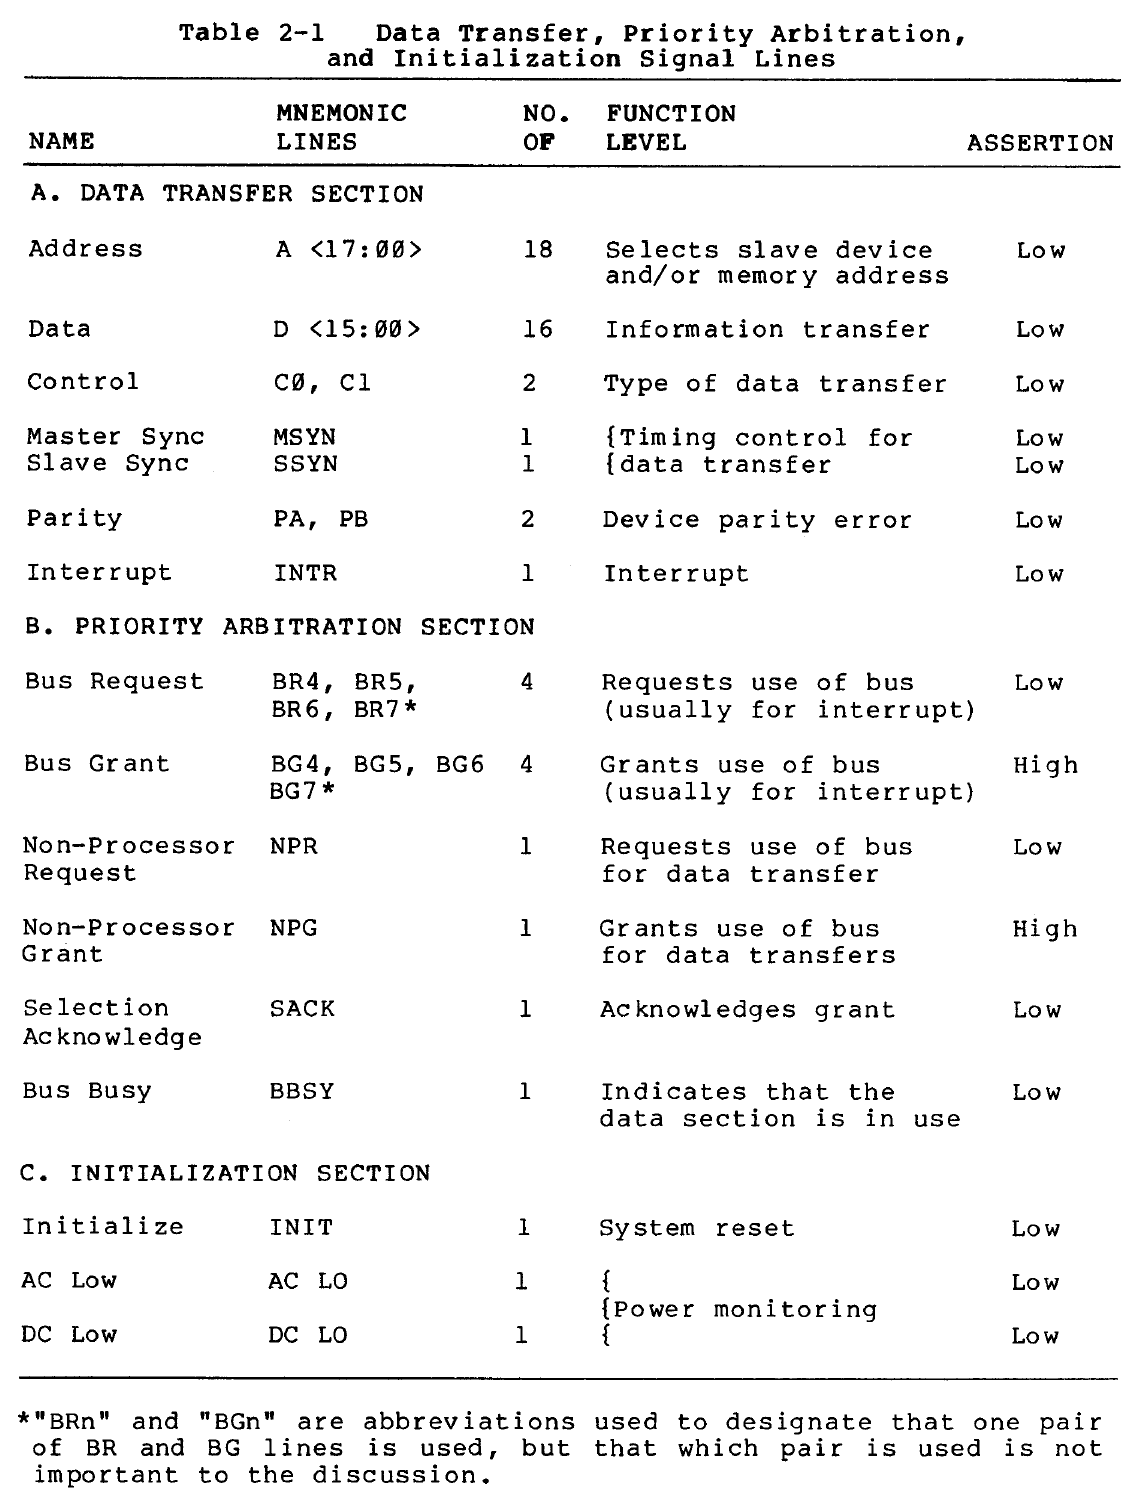 Table 2-1 Data Transfer, Priority Arbitration,
and Initialization Signal Lines
MNEMONIC NO. FUNCTION
NAME LINES OF LEVEL ASSERTION
A. DATA TRANSFER SECTION
Address A <17:00> 18 Selects slave device Low
and/or memory address
Data D <15:00> 16 Information transfer Low
Control C0, C1 2 Type of data transfer Low
Master Sync MSYN 1 {Timing control for Low
Slave Sync SSYN 1 {data transfer Low
Parity PA, PB 2 Device parity error Low
Interrupt INTR 1 Interrupt Low
B. PRIORITY ARBITRATION SECTION
Bus Request BR4, BR5, 4 Requests use of bus Low
BR6, BR7* (usually for interrupt)
Bus Grant BG4, BG5, BG6 4 Grants use of bus High
BG7* (usually for interrupt)
Non-Processor NPR 1 Requests use of bus Low
Request for data transfer
Non-Processor NPG 1 Grants use of bus High
Grant for data transfers
Selection SACK 1 Acknowledges grant Low
Acknowledge
Bus Busy BBSY 1 Indicates that the Low
data section is in use
C. INITIALIZATION SECTION
Initialize INIT 1 System reset Low
AC Low AC LO 1 { Low
{Power monitoring
DC Low DC LO 1 { Low
*"BRn" and "BGn" are abbreviations used to designate that one pair
of BR and BG lines is used, but that which pair is used is not
important to the discussion.